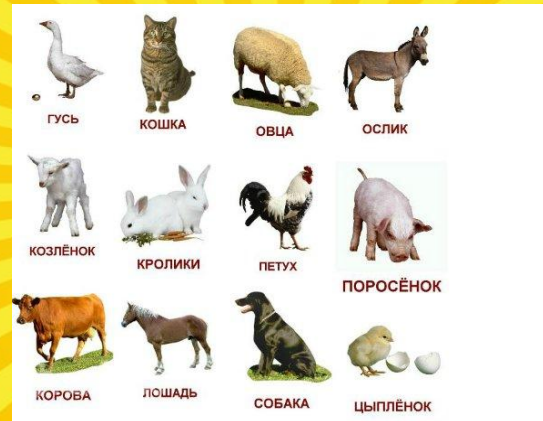 ГУСЬ
КОШКА
ОВЦА
ОСЛИК
КОЗЛЁНОК
КРОЛИКИ
ПЕТУХ
ПОРОСЁНОК
КОРОВА
ЛОШАДЬ
СОБАКА
ЦЫПЛЁНОК